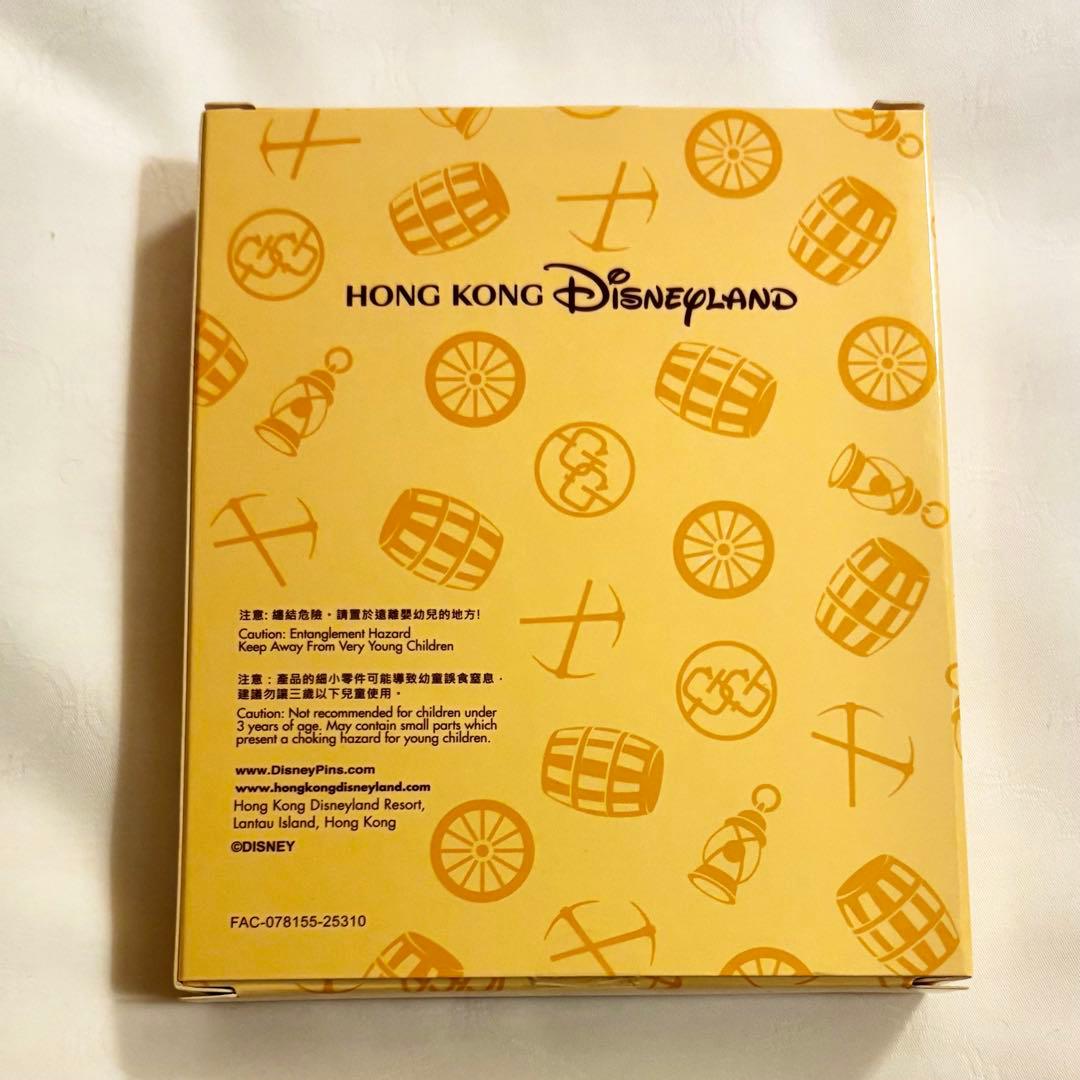 HONG KONG Disneyland
注意: 纏結危險。請置於遠離嬰幼兒的地方!
Caution: Entanglement Hazard
Keep Away From Very Young Children
注意：產品的細小零件可能導致幼童誤食窒息，
建議勿讓三歲以下兒童使用。
Caution: Not recommended for children under
3 years of age. May contain small parts which
present a choking hazard for young children.
www.DisneyPins.com
www.hongkongdisneyland.com
Hong Kong Disneyland Resort,
Lantau Island, Hong Kong
©DISNEY
FAC-078155-25310